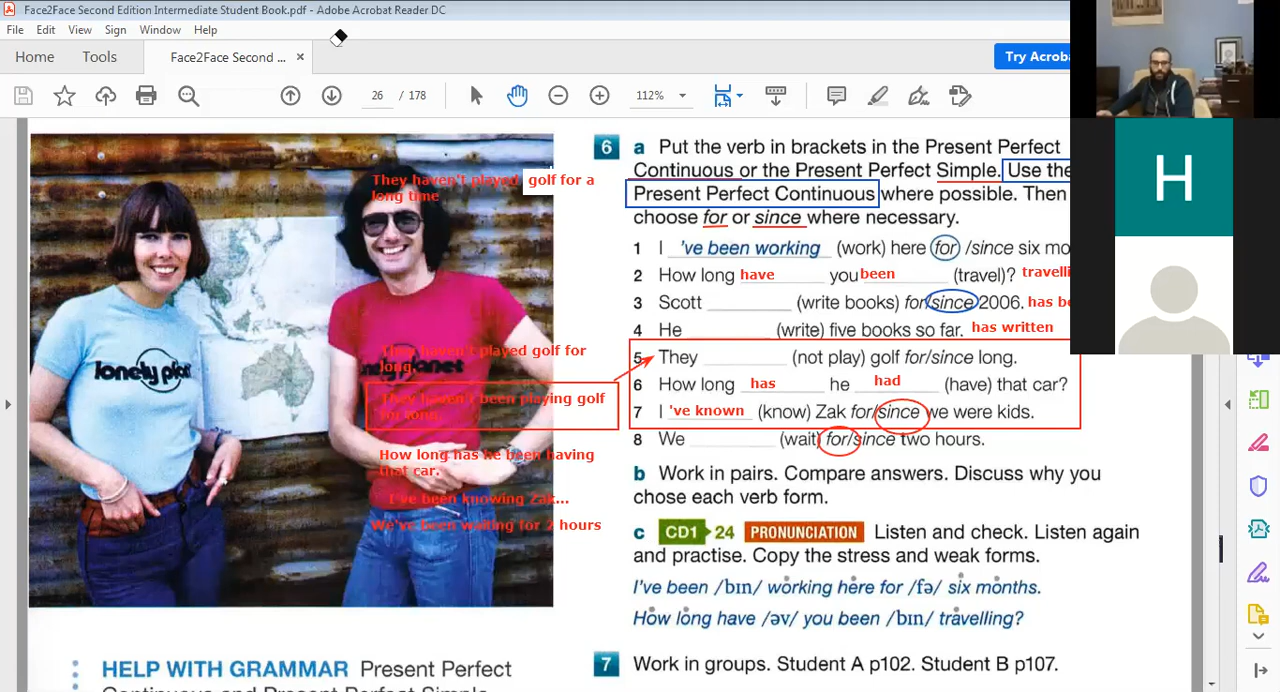 Face2Face Second Edition Intermediate Student Book.pdf - Adobe Acrobat Reader DC
File Edit View Sign Window Help
Home Tools Face2Face Second ... ×
Try Acroba
26 / 178 112%
They haven't played golf for a
long time
lonely plan
lonely planet
They haven't played golf for
long.
They haven't been playing golf
for long.
How long has he been having
that car.
I've been knowing Zak...
We've been waiting for 2 hours
6 a Put the verb in brackets in the Present Perfect
Continuous or the Present Perfect Simple. Use the
Present Perfect Continuous where possible. Then
choose for or since where necessary.
1 I 've been working (work) here for /since six mo
2 How long have you been (travel)? travelli
3 Scott (write books) for/since 2006. has be
4 He (write) five books so far. has written
5 They (not play) golf for/since long.
6 How long has he had (have) that car?
7 I 've known (know) Zak for/since we were kids.
8 We (wait) for/since two hours.
b Work in pairs. Compare answers. Discuss why you
chose each verb form.
c CD1 24 PRONUNCIATION Listen and check. Listen again
and practise. Copy the stress and weak forms.
I've been /bɪn/ working here for /fə/ six months.
How long have /əv/ you been /bɪn/ travelling?
7 Work in groups. Student A p102. Student B p107.
HELP WITH GRAMMAR Present Perfect
Continuous and Present Perfect Simple
H